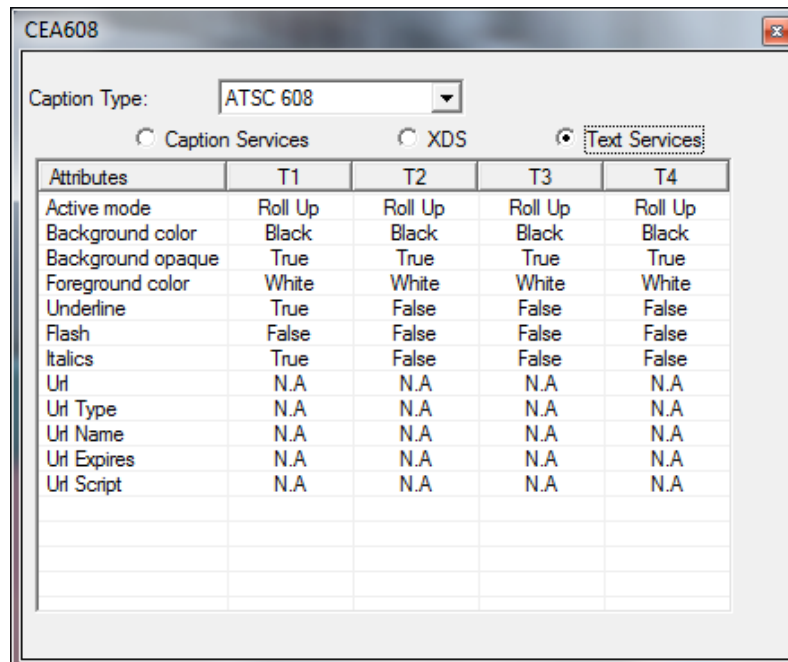 CEA608
Caption Type: ATSC 608
Caption Services XDS Text Services
Attributes T1 T2 T3 T4
Active mode Roll Up Roll Up Roll Up Roll Up
Background color Black Black Black Black
Background opaque True True True True
Foreground color White White White White
Underline True False False False
Flash False False False False
Italics True False False False
Url N.A N.A N.A N.A
Url Type N.A N.A N.A N.A
Url Name N.A N.A N.A N.A
Url Expires N.A N.A N.A N.A
Url Script N.A N.A N.A N.A